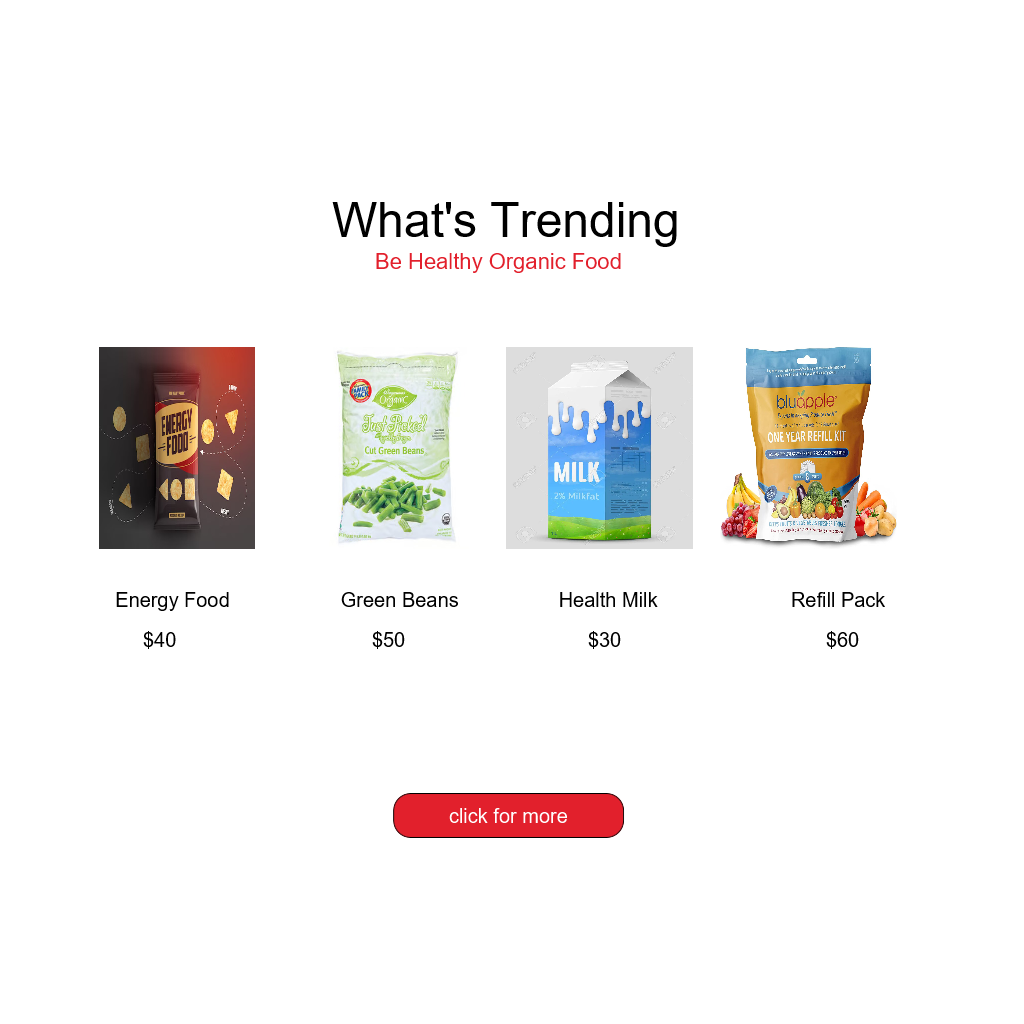 What's Trending
Be Healthy Organic Food
ENERGY
FOOD
Organic
Just Picked
Cut Green Beans
MILK
2% Milkfat
bluapple
ONE YEAR REFILL KIT
Energy Food
Green Beans
Health Milk
Refill Pack
$40
$50
$30
$60
click for more